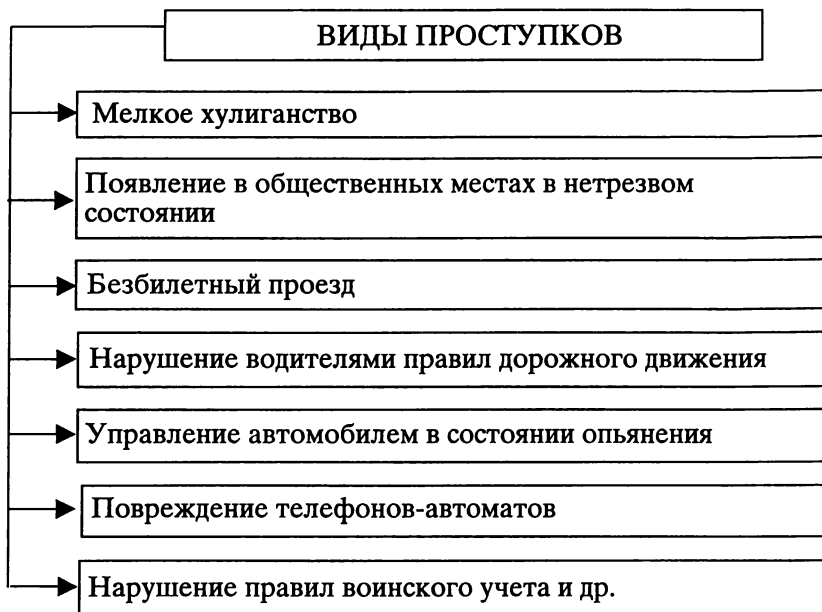 ВИДЫ ПРОСТУПКОВ
Мелкое хулиганство
Появление в общественных местах в нетрезвом
состоянии
Безбилетный проезд
Нарушение водителями правил дорожного движения
Управление автомобилем в состоянии опьянения
Повреждение телефонов-автоматов
Нарушение правил воинского учета и др.